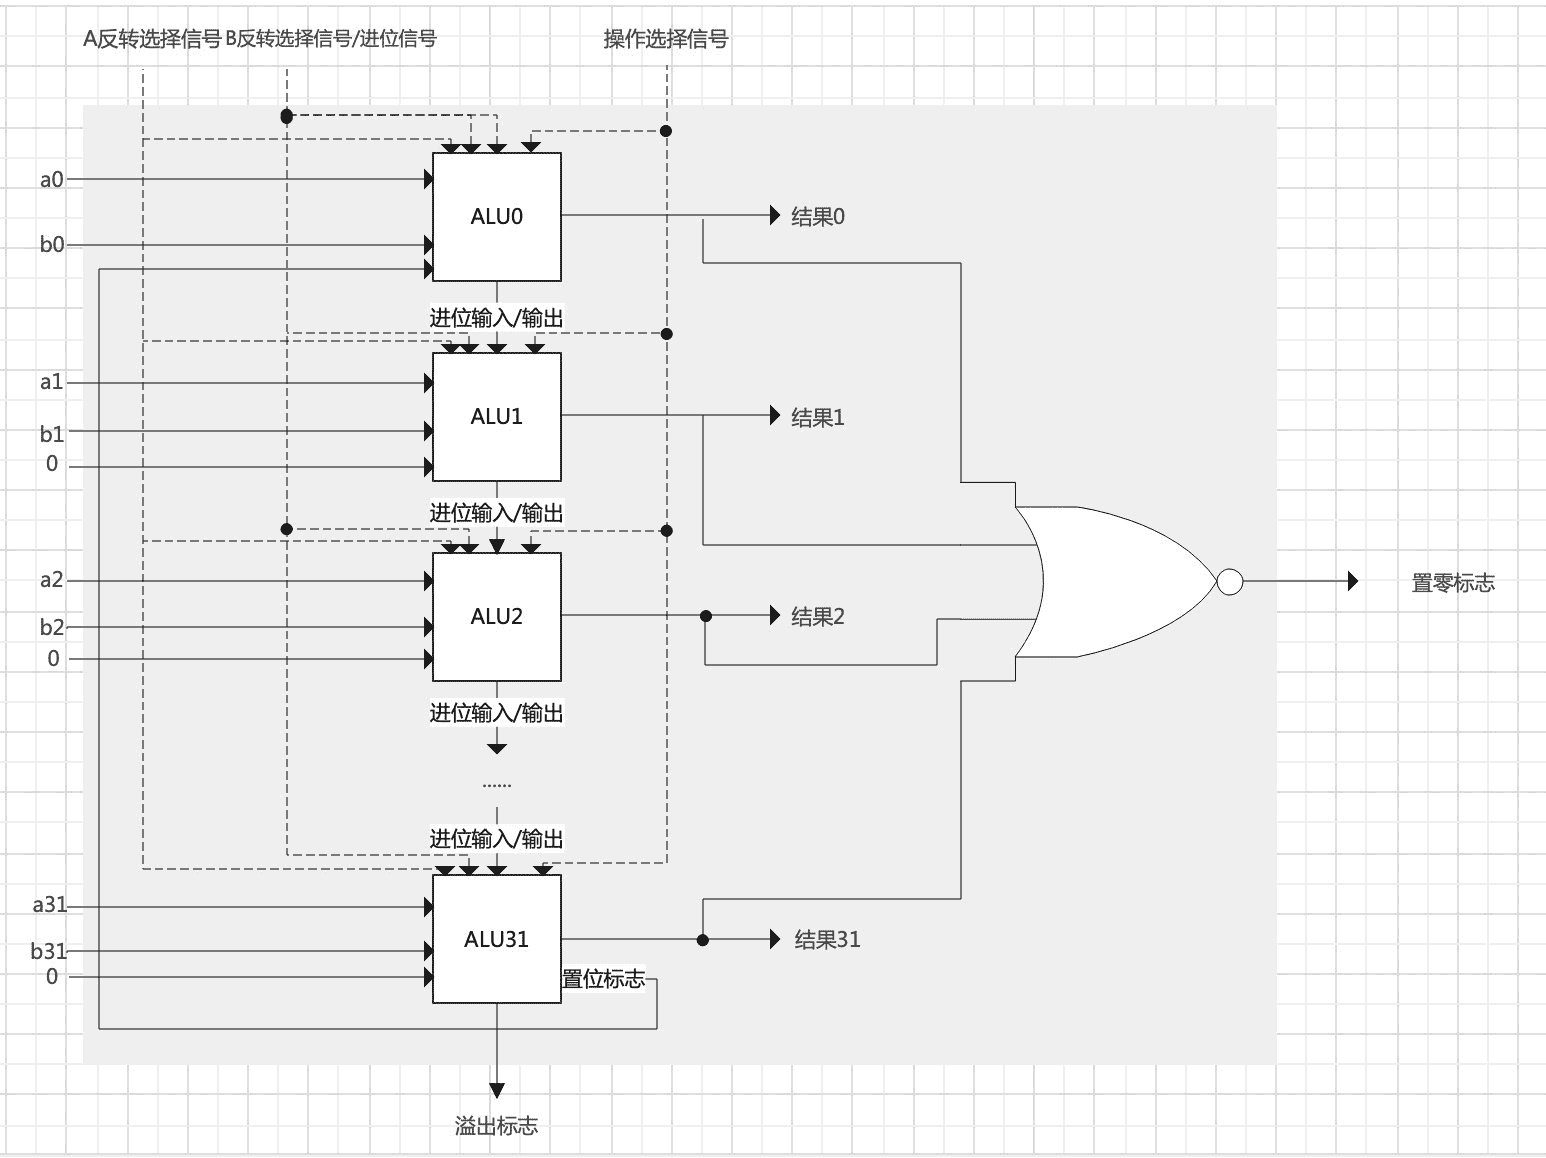 A反转选择信号
B反转选择信号/进位信号
操作选择信号
a0
ALU0
结果0
b0
进位输入/输出
a1
ALU1
结果1
b1
0
进位输入/输出
a2
置零标志
ALU2
结果2
b2
0
进位输入/输出
......
进位输入/输出
a31
ALU31
结果31
b31
0
置位标志
溢出标志